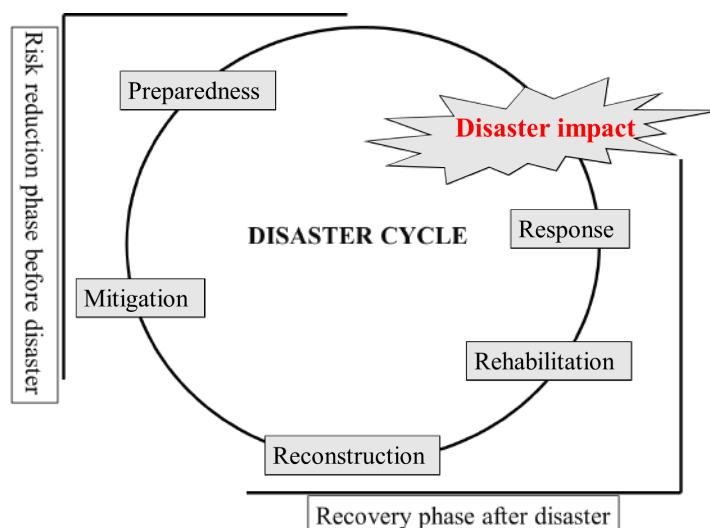 Risk reduction phase before disaster
Preparedness
Disaster impact
DISASTER CYCLE
Response
Mitigation
Rehabilitation
Reconstruction
Recovery phase after disaster